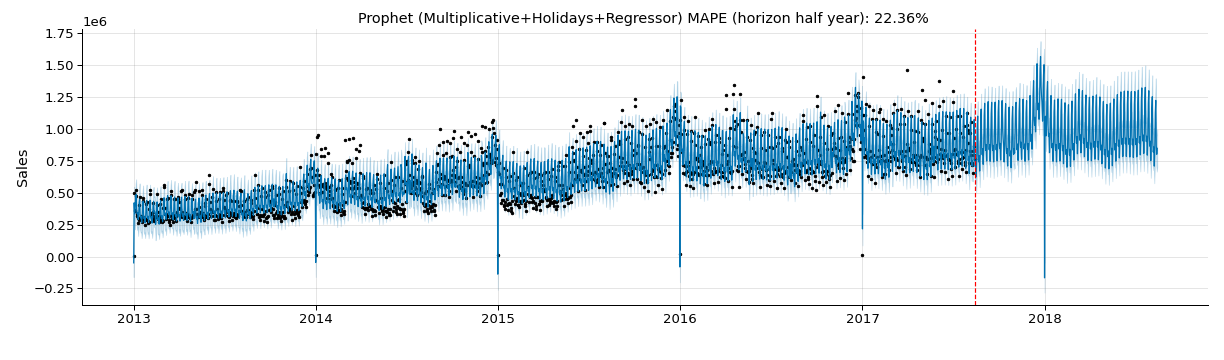 Prophet (Multiplicative+Holidays+Regressor) MAPE (horizon half year): 22.36%
1e6
1.75
1.50
1.25
1.00
0.75
0.50
0.25
0.00
−0.25
Sales
2013 2014 2015 2016 2017 2018